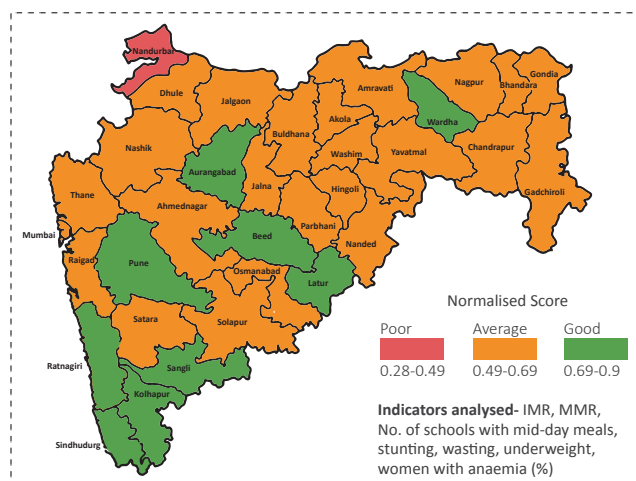 Nandurbar
Dhule
Jalgaon
Amravati
Nagpur
Bhandara
Gondia
Buldhana
Akola
Wardha
Nashik
Washim
Yavatmal
Chandrapur
Aurangabad
Jalna
Hingoli
Gadchiroli
Thane
Ahmednagar
Parbhani
Mumbai
Beed
Nanded
Raigad
Pune
Osmanabad
Latur
Satara
Solapur
Ratnagiri
Sangli
Kolhapur
Sindhudurg
Normalised Score
Poor Average Good
0.28-0.49 0.49-0.69 0.69-0.9
Indicators analysed- IMR, MMR,
No. of schools with mid-day meals,
stunting, wasting, underweight,
women with anaemia (%)